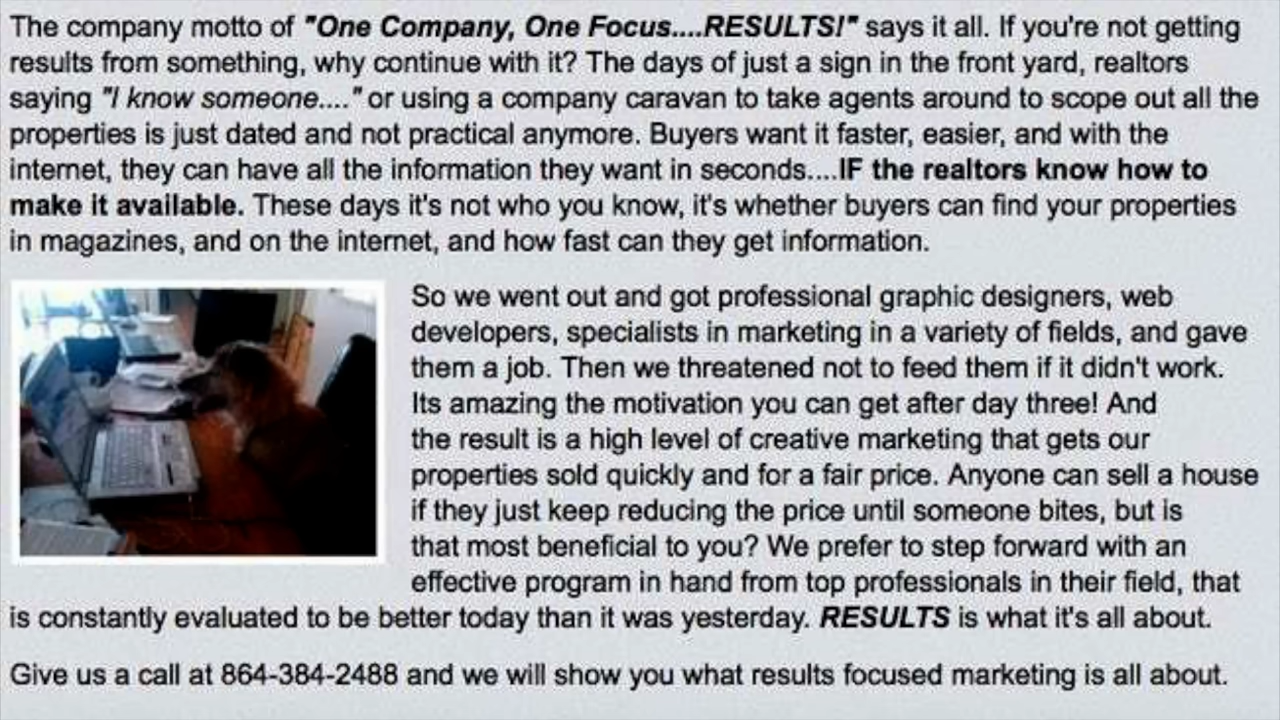 The company motto of "One Company, One Focus....RESULTS!" says it all. If you're not getting
results from something, why continue with it? The days of just a sign in the front yard, realtors
saying "I know someone...." or using a company caravan to take agents around to scope out all the
properties is just dated and not practical anymore. Buyers want it faster, easier, and with the
internet, they can have all the information they want in seconds....IF the realtors know how to
make it available. These days it's not who you know, it's whether buyers can find your properties
in magazines, and on the internet, and how fast can they get information.
So we went out and got professional graphic designers, web
developers, specialists in marketing in a variety of fields, and gave
them a job. Then we threatened not to feed them if it didn't work.
Its amazing the motivation you can get after day three! And
the result is a high level of creative marketing that gets our
properties sold quickly and for a fair price. Anyone can sell a house
if they just keep reducing the price until someone bites, but is
that most beneficial to you? We prefer to step forward with an
effective program in hand from top professionals in their field, that
is constantly evaluated to be better today than it was yesterday. RESULTS is what it's all about.
Give us a call at 864-384-2488 and we will show you what results focused marketing is all about.